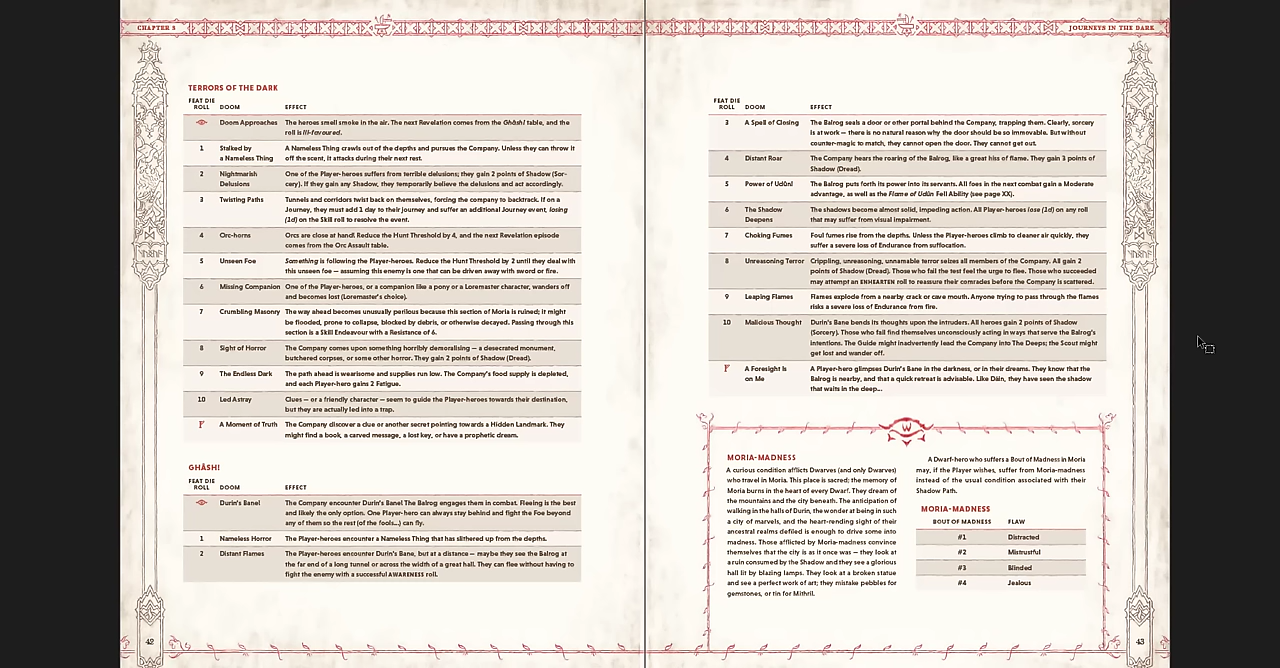 CHAPTER 5
TERRORS OF THE DARK
FEAT DIE
ROLL DOOM EFFECT
Doom Approaches The heroes smell smoke in the air. The next Revelation comes from the Ghâsh! table, and the
roll is Ill-favoured.
1 Stalked by A Nameless Thing crawls out of the depths and pursues the Company. Unless they can throw it
a Nameless Thing off the scent, it attacks during their next rest.
2 Nightmarish One of the Player-heroes suffers from terrible delusions; they gain 2 points of Shadow (Sor-
Delusions cery). If they gain any Shadow, they temporarily believe the delusions and act accordingly.
3 Twisting Paths Tunnels and corridors twist back on themselves, forcing the company to backtrack. If on a
Journey, they must add 1 day to their journey and suffer an additional Journey event, losing
(1d) on the Skill roll to resolve the event.
4 Orc-horns Orcs are close at hand! Reduce the Hunt Threshold by 4, and the next Revelation episode
comes from the Orc Assault table.
5 Unseen Foe Something is following the Player-heroes. Reduce the Hunt Threshold by 2 until they deal with
this unseen foe — assuming this enemy is one that can be driven away with sword or fire.
6 Missing Companion One of the Player-heroes, or a companion like a pony or a Loremaster character, wanders off
and becomes lost (Loremaster's choice).
7 Crumbling Masonry The way ahead becomes unusually perilous because this section of Moria is ruined; it might
be flooded, prone to collapse, blocked by debris, or otherwise decayed. Passing through this
section is a Skill Endeavour with a Resistance of 6.
8 Sight of Horror The Company comes upon something horribly demoralising — a desecrated monument,
butchered corpses, or some other horror. They gain 2 points of Shadow (Dread).
9 The Endless Dark The path ahead is wearisome and supplies run low. The Company's food supply is depleted,
and each Player-hero gains 2 Fatigue.
10 Led Astray Clues — or a friendly character — seem to guide the Player-heroes towards their destination,
but they are actually led into a trap.
A Moment of Truth The Company discover a clue or another secret pointing towards a Hidden Landmark. They
might find a book, a carved message, a lost key, or have a prophetic dream.
GHÂSH!
FEAT DIE
ROLL DOOM EFFECT
Durin's Bane! The Company encounter Durin's Bane! The Balrog engages them in combat. Fleeing is the best
and likely the only option. One Player-hero can always stay behind and fight the Foe beyond
any of them so the rest (of the fools...) can fly.
1 Nameless Horror The Player-heroes encounter a Nameless Thing that has slithered up from the depths.
2 Distant Flames The Player-heroes encounter Durin's Bane, but at a distance — maybe they see the Balrog at
the far end of a long tunnel or across the width of a great hall. They can flee without having to
fight the enemy with a successful AWARENESS roll.
42
JOURNEYS IN THE DARK
FEAT DIE
ROLL DOOM EFFECT
3 A Spell of Closing The Balrog seals a door or other portal behind the Company, trapping them. Clearly, sorcery
is at work — there is no natural reason why the door should be so immovable. But without
counter-magic to match, they cannot open the door. They cannot get out.
4 Distant Roar The Company hears the roaring of the Balrog, like a great hiss of flame. They gain 3 points of
Shadow (Dread).
5 Power of Udûn! The Balrog puts forth its power into its servants. All foes in the next combat gain a Moderate
advantage, as well as the Flame of Udûn Fell Ability (see page XX).
6 The Shadow The shadows become almost solid, impeding action. All Player-heroes lose (1d) on any roll
Deepens that may suffer from visual impairment.
7 Choking Fumes Foul fumes rise from the depths. Unless the Player-heroes climb to cleaner air quickly, they
suffer a severe loss of Endurance from suffocation.
8 Unreasoning Terror Crippling, unreasoning, unnamable terror seizes all members of the Company. All gain 2
points of Shadow (Dread). Those who fail the test feel the urge to flee. Those who succeeded
may attempt an ENHEARTEN roll to reassure their comrades before the Company is scattered.
9 Leaping Flames Flames explode from a nearby crack or cave mouth. Anyone trying to pass through the flames
risks a severe loss of Endurance from fire.
10 Malicious Thought Durin's Bane bends its thoughts upon the intruders. All heroes gain 2 points of Shadow
(Sorcery). Those who fail find themselves unconsciously acting in ways that serve the Balrog's
intentions. The Guide might inadvertently lead the Company into The Deeps; the Scout might
get lost and wander off.
A Foresight Is A Player-hero glimpses Durin's Bane in the darkness, or in their dreams. They know that the
on Me Balrog is nearby, and that a quick retreat is advisable. Like Dáin, they have seen the shadow
that waits in the deep...
MORIA-MADNESS
A curious condition afflicts Dwarves (and only Dwarves)
who travel in Moria. This place is sacred; the memory of
Moria burns in the heart of every Dwarf. They dream of
the mountains and the city beneath. The anticipation of
walking in the halls of Durin, the wonder at being in such
a city of marvels, and the heart-rending sight of their
ancestral realms defiled is enough to drive some into
madness. Those afflicted by Moria-madness convince
themselves that the city is as it once was — they look at
a ruin consumed by the Shadow and they see a glorious
hall lit by blazing lamps. They look at a broken statue
and see a perfect work of art; they mistake pebbles for
gemstones, or tin for Mithril.
A Dwarf-hero who suffers a Bout of Madness in Moria
may, if the Player wishes, suffer from Moria-madness
instead of the usual condition associated with their
Shadow Path.
MORIA-MADNESS
BOUT OF MADNESS FLAW
#1 Distracted
#2 Mistrustful
#3 Blinded
#4 Jealous
43